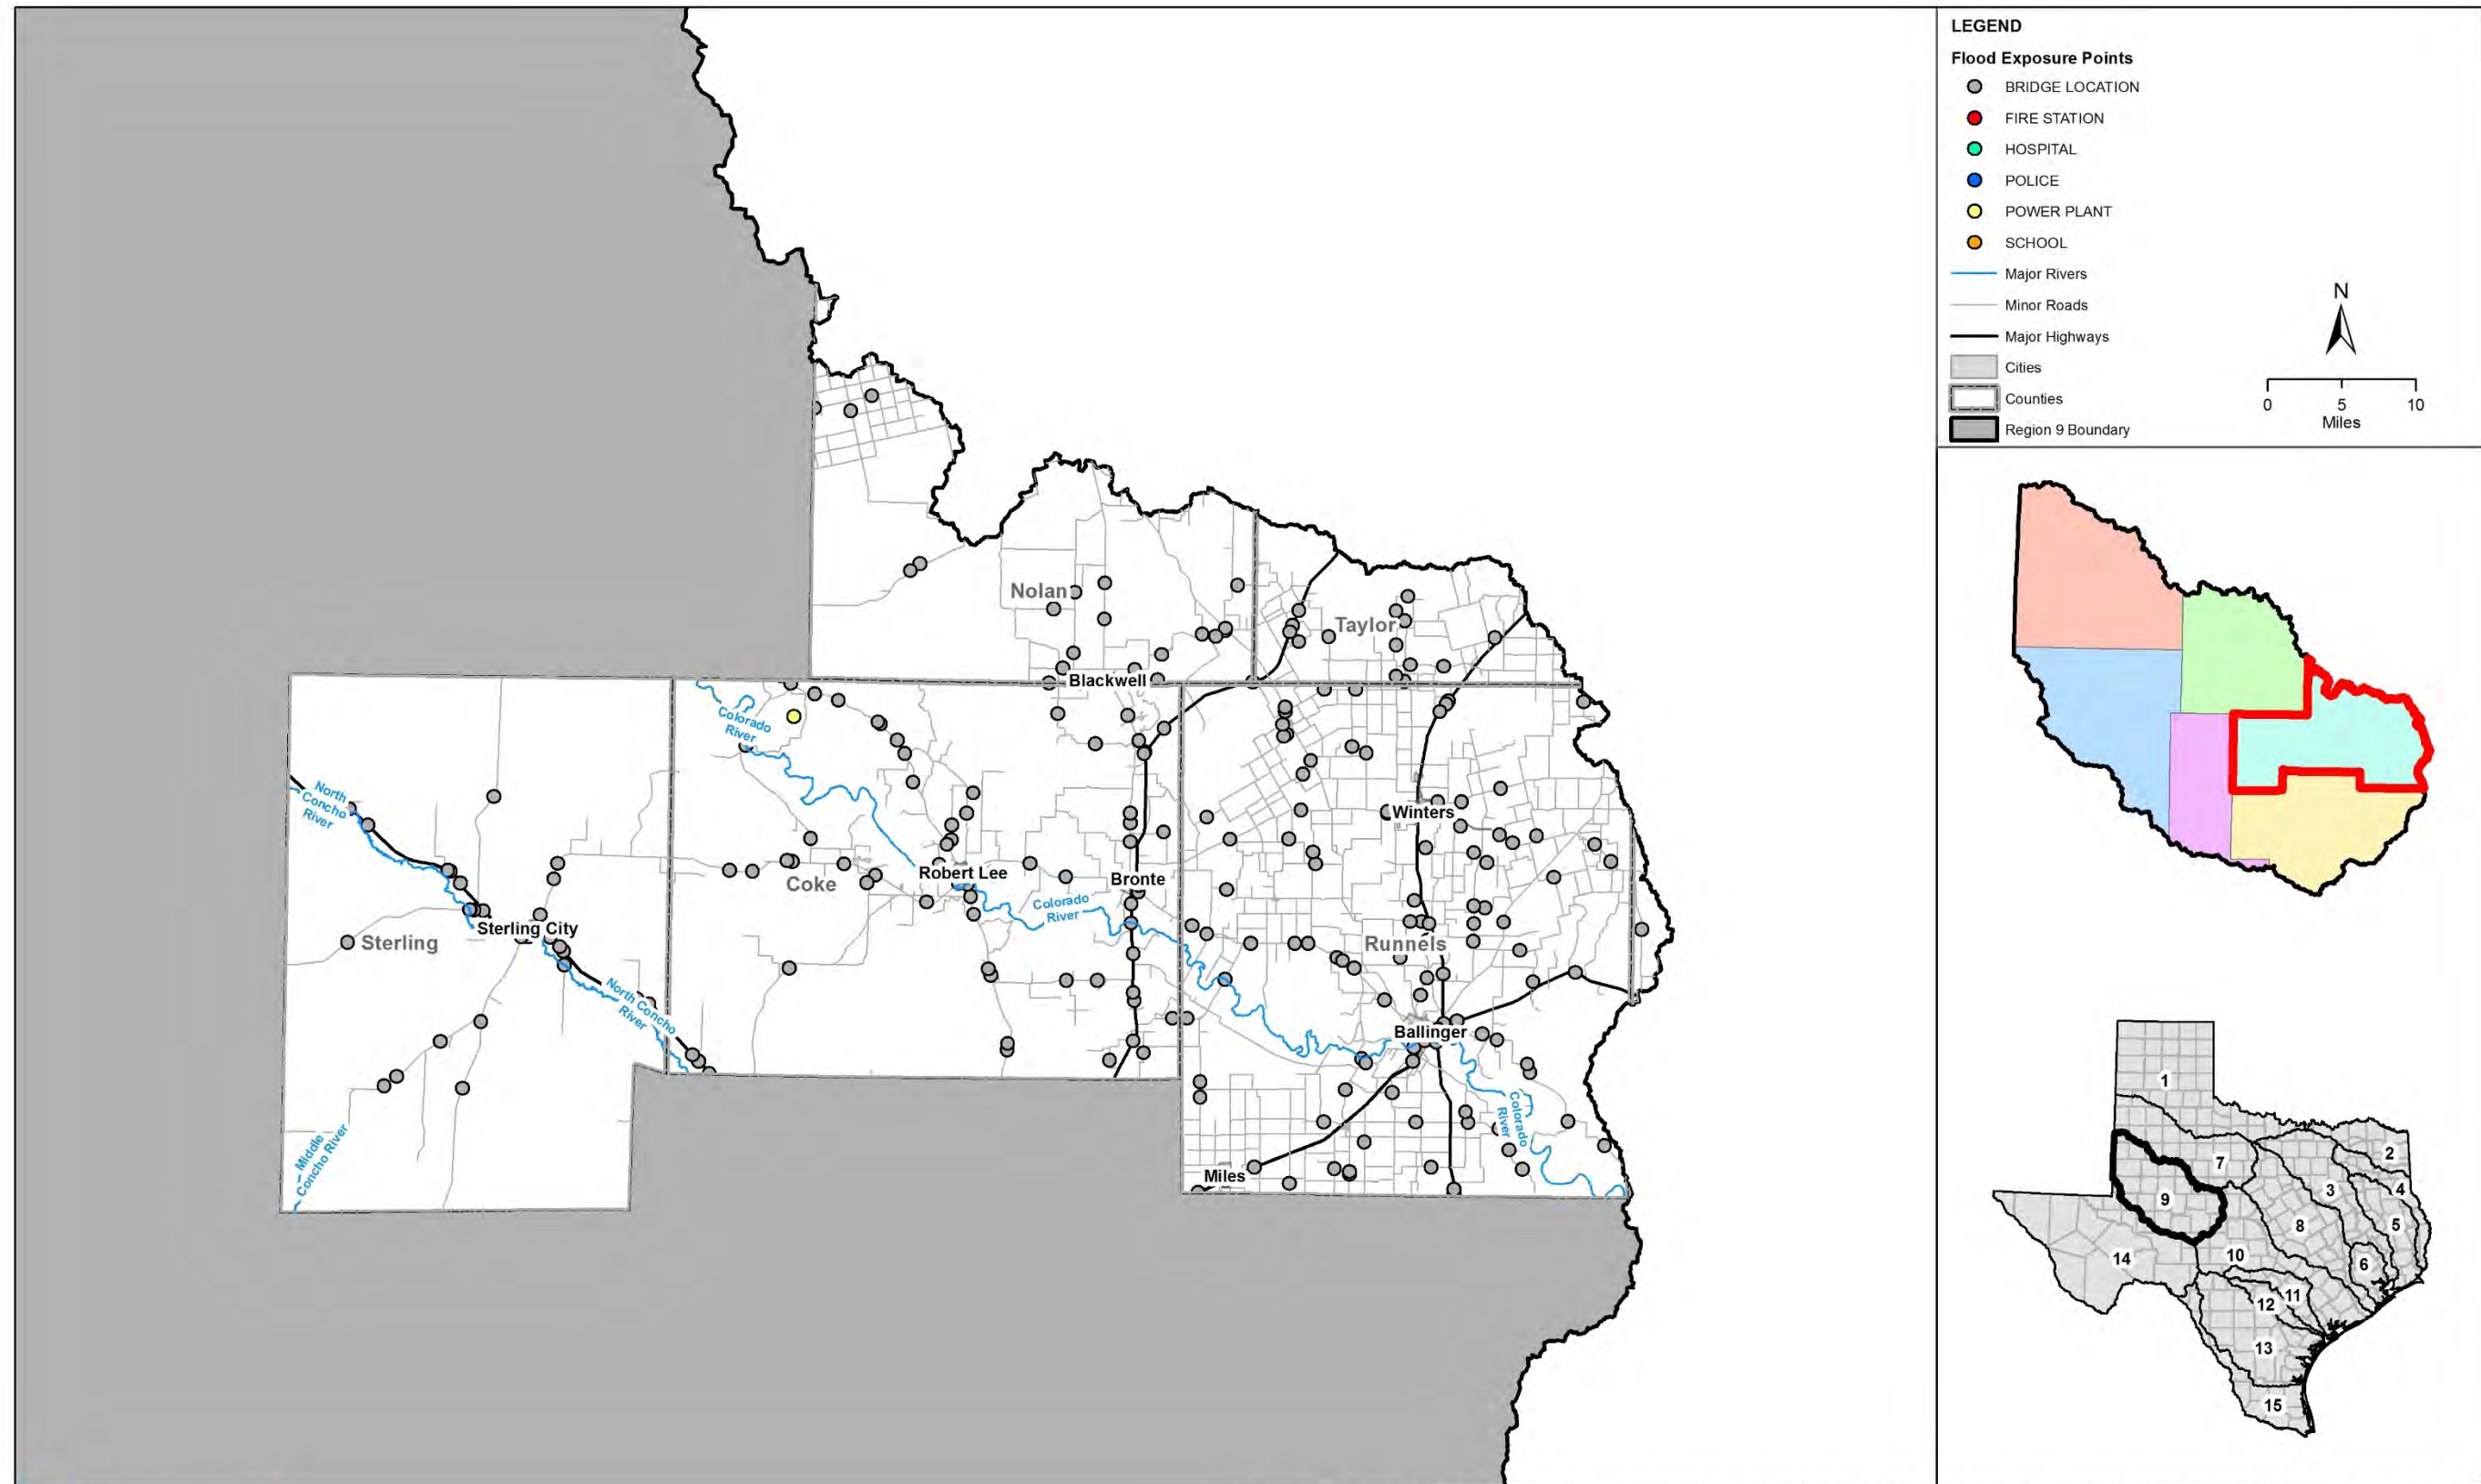 LEGEND
Flood Exposure Points
BRIDGE LOCATION
FIRE STATION
HOSPITAL
POLICE
POWER PLANT
SCHOOL
Major Rivers
Minor Roads
Major Highways
Cities
Counties
Region 9 Boundary
N
0 5 10
Miles
Nolan
Taylor
Blackwell
Colorado
River
North
Concho
River
Winters
Robert Lee
Coke
Bronte
Colorado
River
Sterling City
Sterling
Runnels
North Concho
River
Ballinger
Colorado
River
Middle
Concho River
Miles
1
2
7
3
4
9
8
5
10
14
6
11
12
13
15